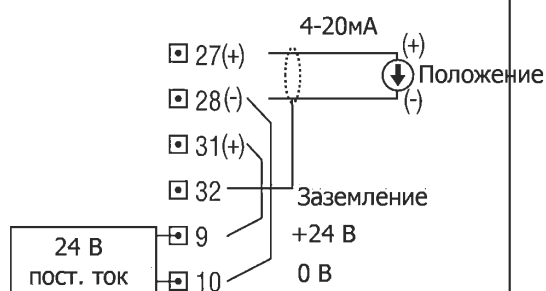 4-20мА
27(+)
(+)
Положение
28(-)
(-)
31(+)
32
Заземление
9
+24 В
24 В
пост. ток
10
0 В